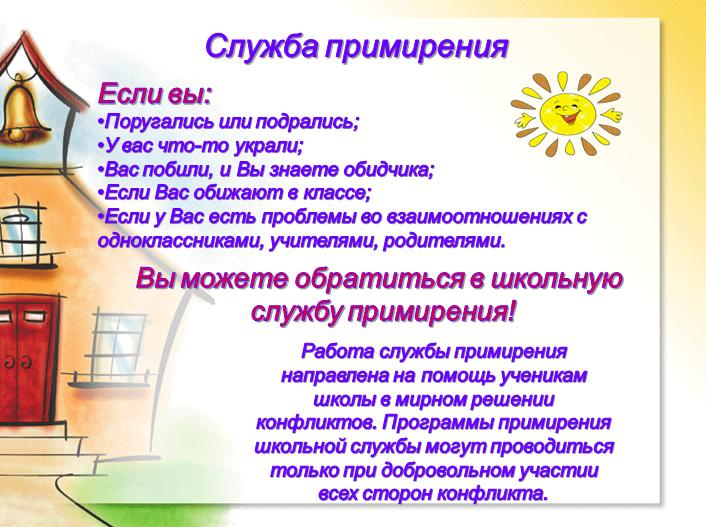 Служба примирения
Если вы:
•Поругались или подрались;
•У вас что-то украли;
•Вас побили, и Вы знаете обидчика;
•Если Вас обижают в классе;
•Если у Вас есть проблемы во взаимоотношениях с
одноклассниками, учителями, родителями.
Вы можете обратиться в школьную
службу примирения!
Работа службы примирения
направлена на помощь ученикам
школы в мирном решении
конфликтов. Программы примирения
школьной службы могут проводиться
только при добровольном участии
всех сторон конфликта.